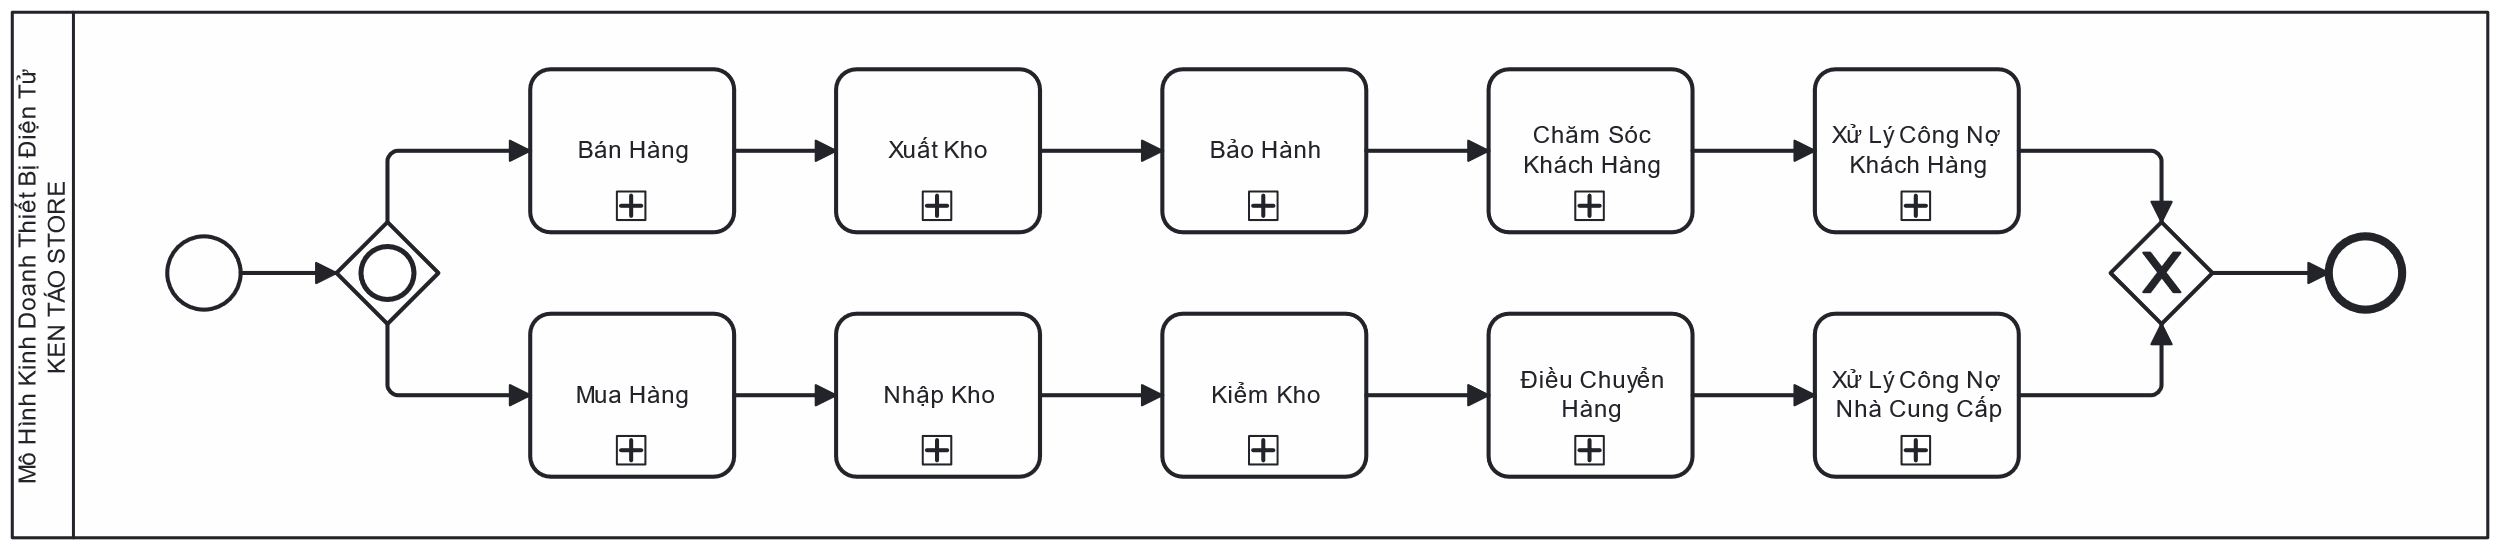 Mô Hình Kinh Doanh Thiết Bị Điện Tử
KEN TÁO STORE
Bán Hàng
Xuất Kho
Bảo Hành
Chăm Sóc
Khách Hàng
Xử Lý Công Nợ
Khách Hàng
X
Mua Hàng
Nhập Kho
Kiểm Kho
Điều Chuyển
Hàng
Xử Lý Công Nợ
Nhà Cung Cấp